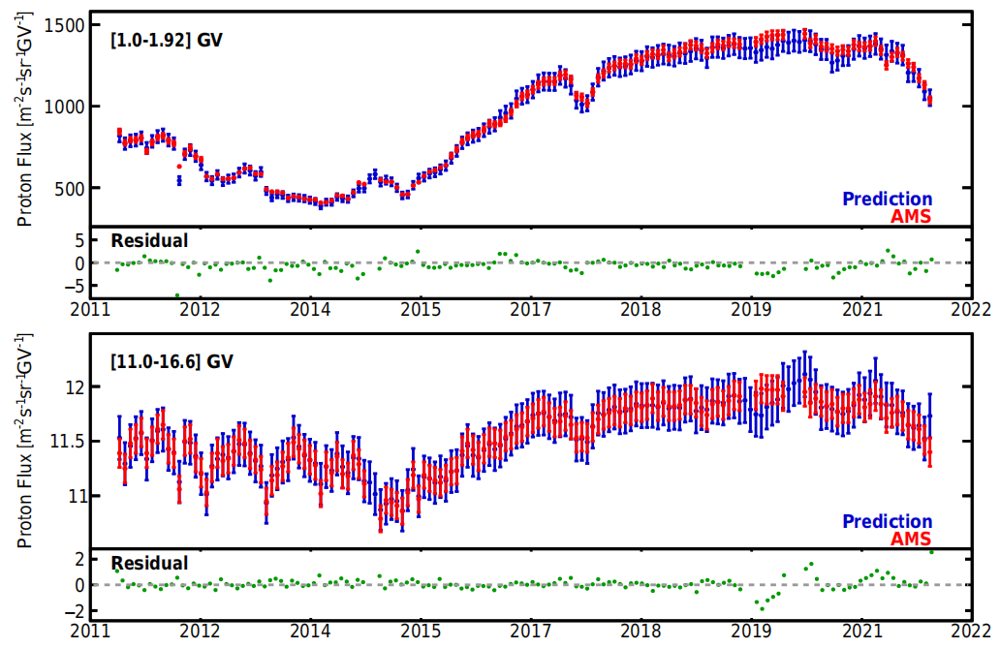 Proton Flux [m⁻²s⁻¹sr⁻¹GV⁻¹]
1500
1000
500
[1.0-1.92] GV
Prediction
AMS
5
0
−5
Residual
2011 2012 2014 2015 2017 2018 2019 2021 2022
Proton Flux [m⁻²s⁻¹sr⁻¹GV⁻¹]
12
11.5
11
[11.0-16.6] GV
Prediction
AMS
2
0
−2
Residual
2011 2012 2014 2015 2017 2018 2019 2021 2022